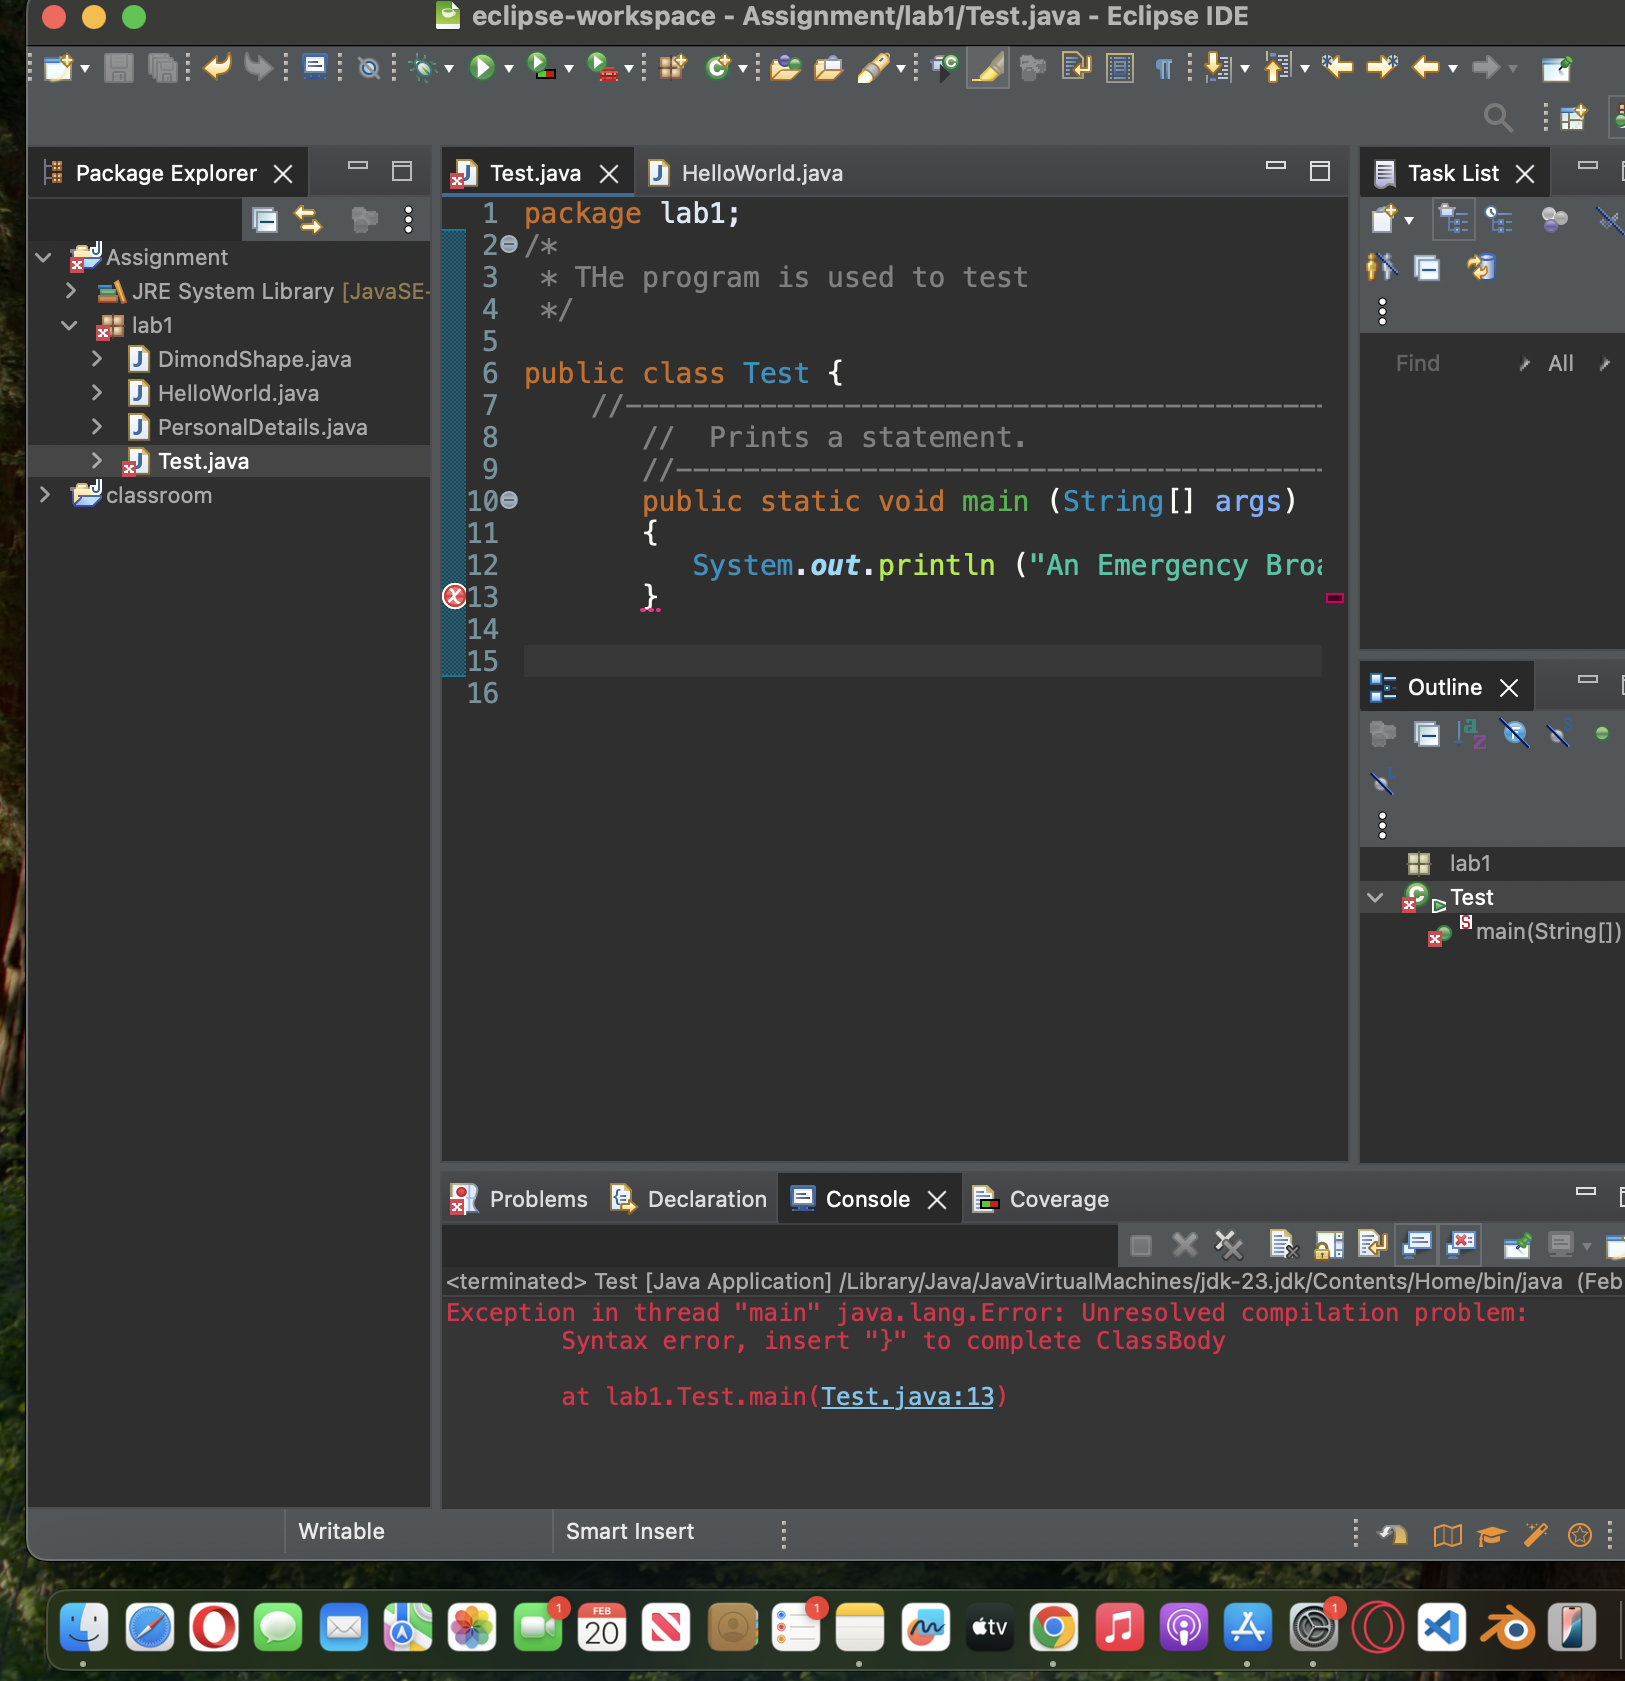 eclipse-workspace - Assignment/lab1/Test.java - Eclipse IDE
Package Explorer
Assignment
JRE System Library [JavaSE-
lab1
DimondShape.java
HelloWorld.java
PersonalDetails.java
Test.java
classroom
Test.java
HelloWorld.java
1 package lab1;
2 /*
3 * THe program is used to test
4 */
5
6 public class Test {
7 //-----------------------------------------
8 // Prints a statement.
9 //--------------------------------------
10 public static void main (String[] args)
11 {
12 System.out.println ("An Emergency Broa
13 }
14
15
16
Task List
Find
All
Outline
lab1
Test
main(String[])
Problems
Declaration
Console
Coverage
<terminated> Test [Java Application] /Library/Java/JavaVirtualMachines/jdk-23.jdk/Contents/Home/bin/java (Feb
Exception in thread "main" java.lang.Error: Unresolved compilation problem:
Syntax error, insert "}" to complete ClassBody
at lab1.Test.main(Test.java:13)
Writable
Smart Insert
1
FEB
20
1
tv
1